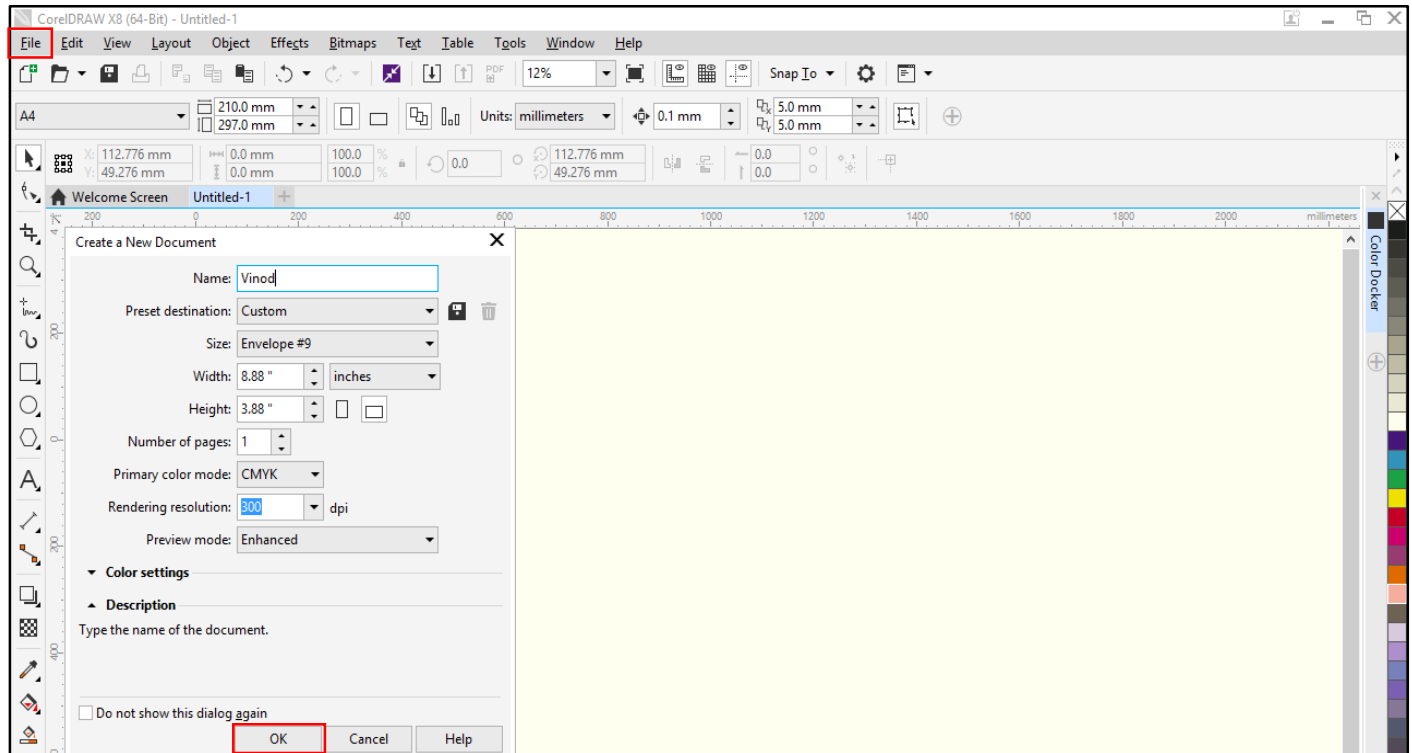 CorelDRAW X8 (64-Bit) - Untitled-1
File Edit View Layout Object Effects Bitmaps Text Table Tools Window Help
PDF 12% Snap To
A4 210.0 mm 297.0 mm Units: millimeters 0.1 mm 5.0 mm 5.0 mm
X: 112.776 mm 0.0 mm 100.0 % 0.0 112.776 mm 0.0
Y: 49.276 mm 0.0 mm 100.0 % 49.276 mm 0.0
Welcome Screen Untitled-1
200 0 200 400 600 800 1000 1200 1400 1600 1800 2000 millimeters
Create a New Document
Name: Vinod
Preset destination: Custom
Size: Envelope #9
Width: 8.88 " inches
Height: 3.88 "
Number of pages: 1
Primary color mode: CMYK
Rendering resolution: 300 dpi
Preview mode: Enhanced
Color settings
Description
Type the name of the document.
Do not show this dialog again
OK Cancel Help
200
0
200
400
Color Docker